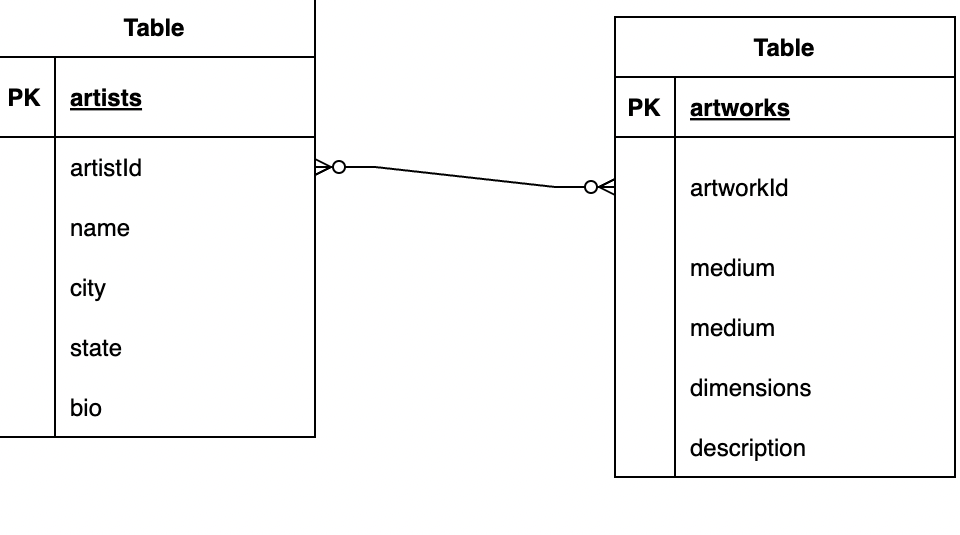 Table
PK artists
artistId
name
city
state
bio
Table
PK artworks
artworkId
medium
medium
dimensions
description